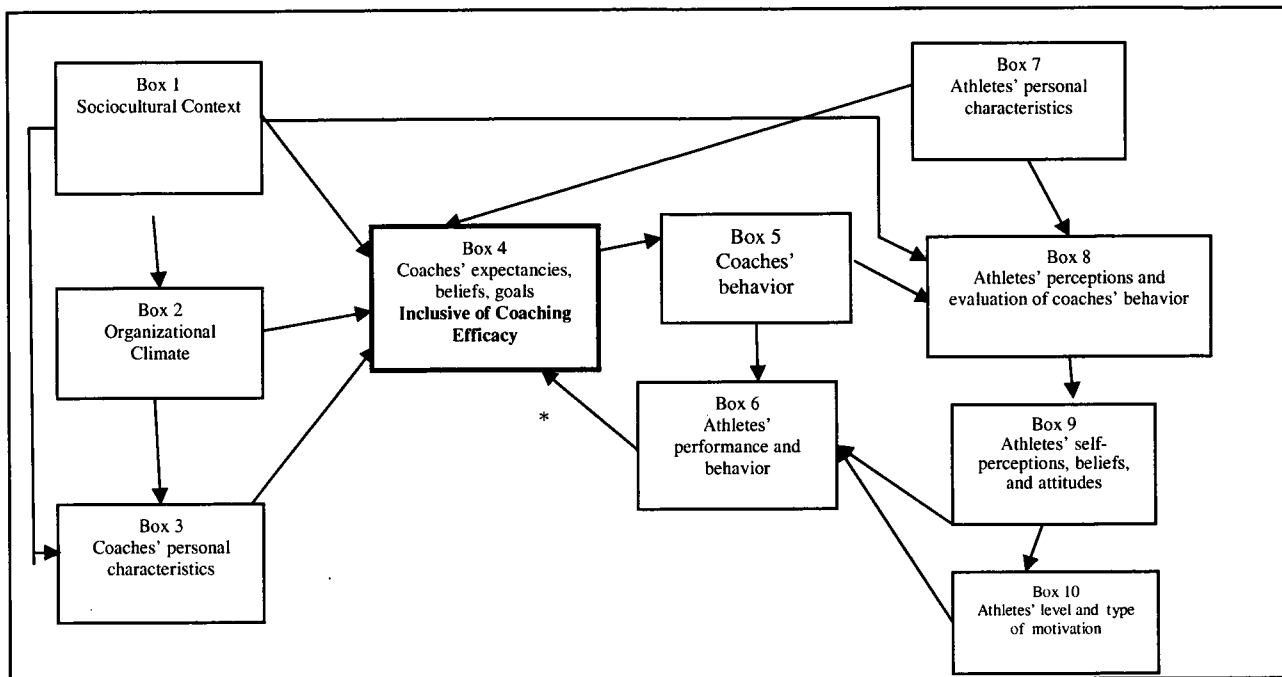 Box 1
Sociocultural Context
Box 2
Organizational
Climate
Box 3
Coaches' personal
characteristics
Box 4
Coaches' expectancies,
beliefs, goals
Inclusive of Coaching
Efficacy
*
Box 5
Coaches'
behavior
Box 6
Athletes'
performance and
behavior
Box 7
Athletes' personal
characteristics
Box 8
Athletes' perceptions and
evaluation of coaches' behavior
Box 9
Athletes' self-
perceptions, beliefs,
and attitudes
Box 10
Athletes' level and type
of motivation